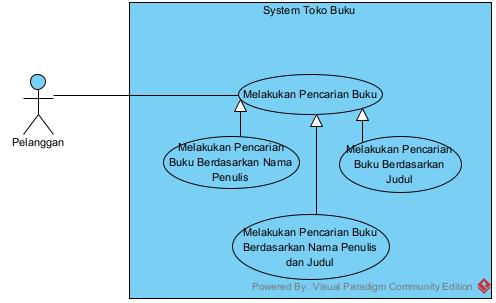 System Toko Buku
Melakukan Pencarian Buku
Pelanggan
Melakukan Pencarian
Buku Berdasarkan Nama
Penulis
Melakukan Pencarian
Buku Berdasarkan
Judul
Melakukan Pencarian Buku
Berdasarkan Nama Penulis
dan Judul
Powered By: Visual Paradigm Community Edition